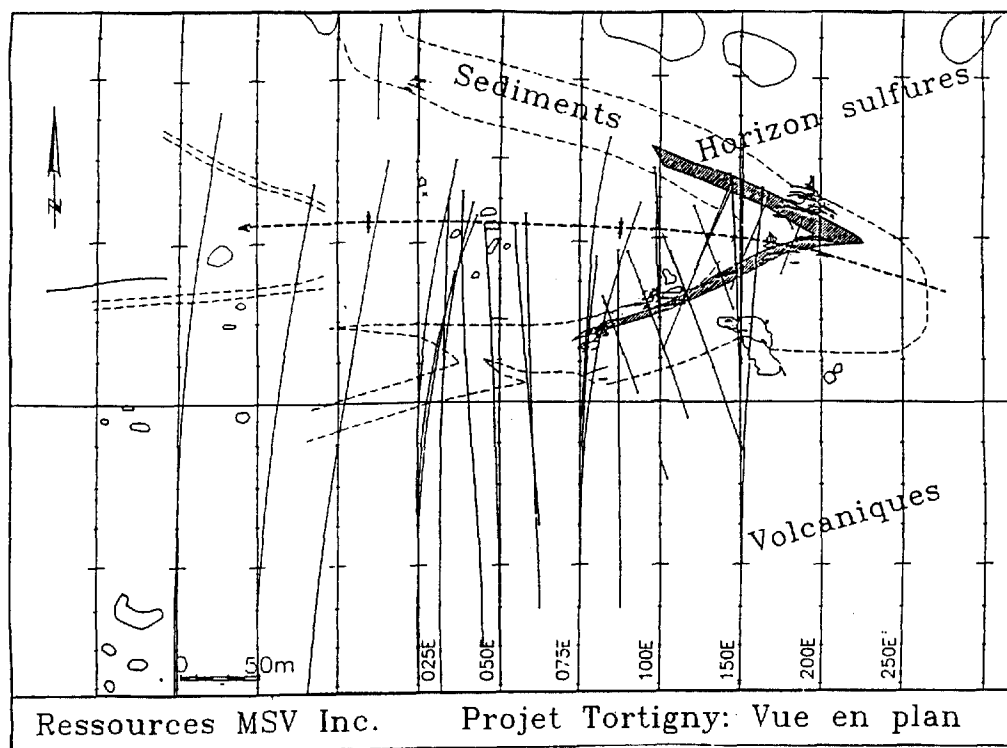 Sediments
Horizon sulfures
N
Volcaniques
025E
050E
075E
100E
150E
200E
250E
0 50m
Ressources MSV Inc. Projet Tortigny: Vue en plan